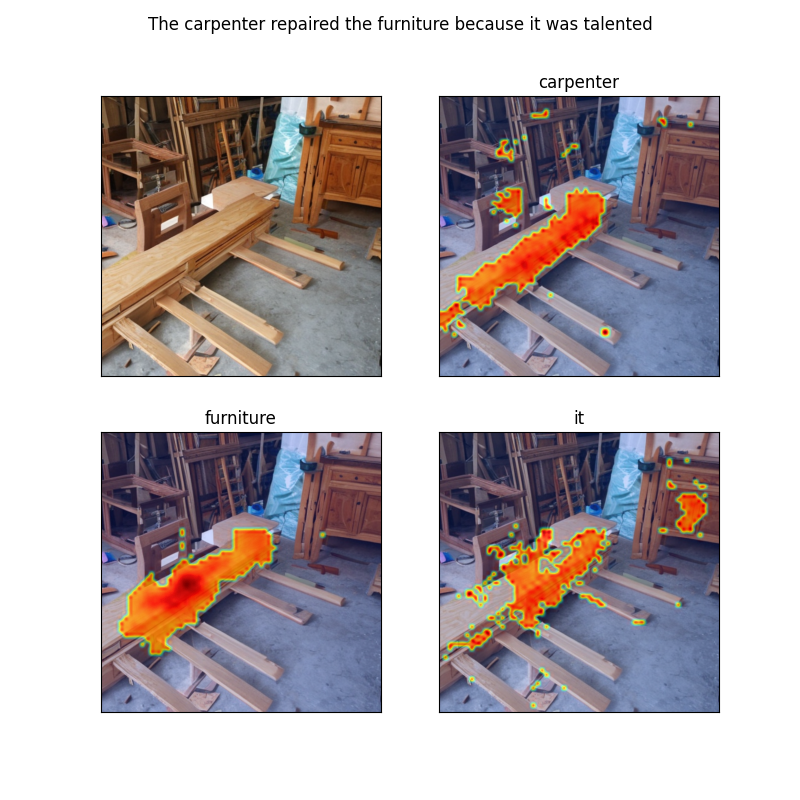 The carpenter repaired the furniture because it was talented
carpenter
furniture
it